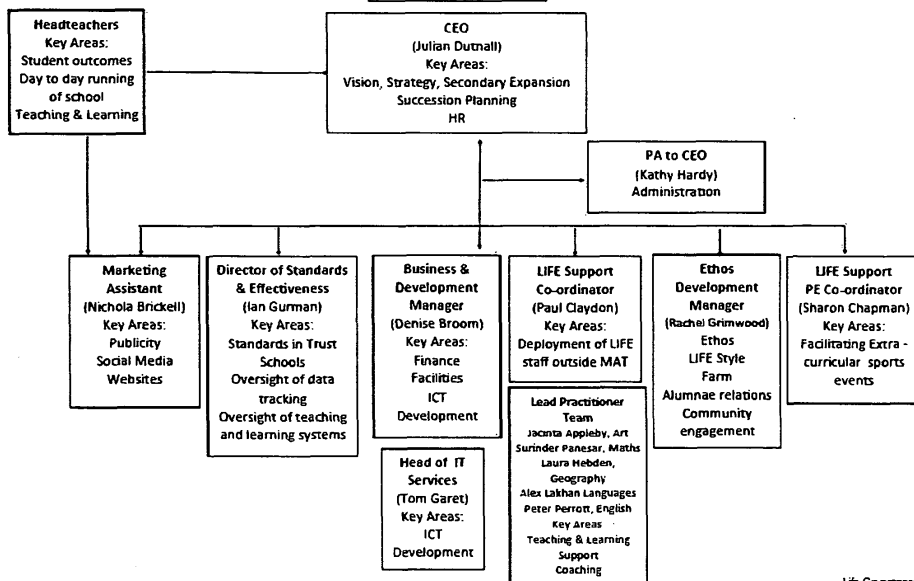 Headteachers
Key Areas:
Student outcomes
Day to day running
of school
Teaching & Learning
CEO
(Julian Dutnall)
Key Areas:
Vision, Strategy, Secondary Expansion
Succession Planning
HR
PA to CEO
(Kathy Hardy)
Administration
Marketing
Assistant
(Nichola Brickell)
Key Areas:
Publicity
Social Media
Websites
Director of Standards
& Effectiveness
(Ian Gurman)
Key Areas:
Standards in Trust
Schools
Oversight of data
tracking
Oversight of teaching
and learning systems
Business &
Development
Manager
(Denise Broom)
Key Areas:
Finance
Facilities
ICT
Development
Head of IT
Services
(Tom Garet)
Key Areas:
ICT
Development
LIFE Support
Co-ordinator
(Paul Claydon)
Key Areas:
Deployment of LIFE
staff outside MAT
Lead Practitioner
Team
Jacinta Appleby, Art
Surinder Panesar, Maths
Laura Hebden,
Geography
Alex Lakhan Languages
Peter Perrott, English
Key Areas
Teaching & Learning
Support
Coaching
Ethos
Development
Manager
(Rachel Grimwood)
Ethos
LIFE Style
Farm
Alumnae relations
Community
engagement
LIFE Support
PE Co-ordinator
(Sharon Chapman)
Key Areas:
Facilitating Extra -
curricular sports
events